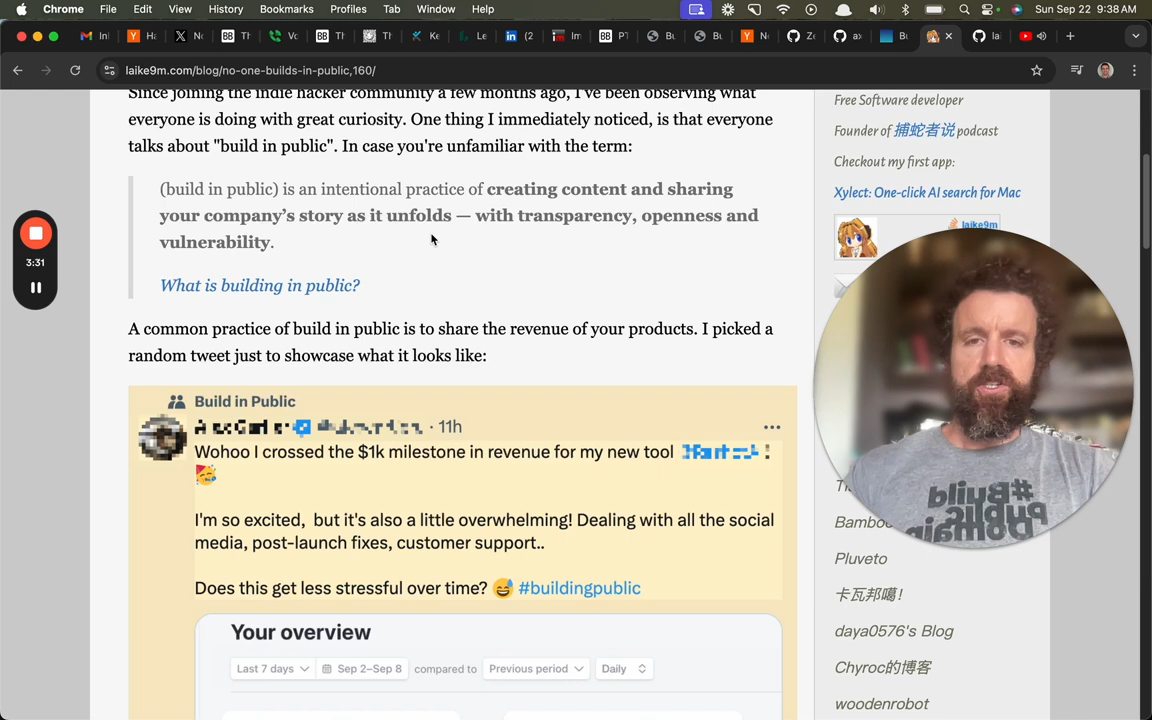 Chrome File Edit View History Bookmarks Profiles Tab Window Help Sun Sep 22 9:38 AM
laike9m.com/blog/no-one-builds-in-public,160/
Since joining the indie hacker community a few months ago, I've been observing what
everyone is doing with great curiosity. One thing I immediately noticed, is that everyone
talks about "build in public". In case you're unfamiliar with the term:
(build in public) is an intentional practice of creating content and sharing
your company's story as it unfolds — with transparency, openness and
vulnerability.
What is building in public?
A common practice of build in public is to share the revenue of your products. I picked a
random tweet just to showcase what it looks like:
Build in Public
· 11h
Wohoo I crossed the $1k milestone in revenue for my new tool
I'm so excited, but it's also a little overwhelming! Dealing with all the social
media, post-launch fixes, customer support..
Does this get less stressful over time? 😅 #buildingpublic
Your overview
Last 7 days Sep 2–Sep 8 compared to Previous period Daily
3:31
Free Software developer
Founder of 捕蛇者说 podcast
Checkout my first app:
Xylect: One-click AI search for Mac
laike9m
#Build
Public
Domain
Pluveto
卡瓦邦噶!
daya0576's Blog
Chyroc的博客
woodenrobot